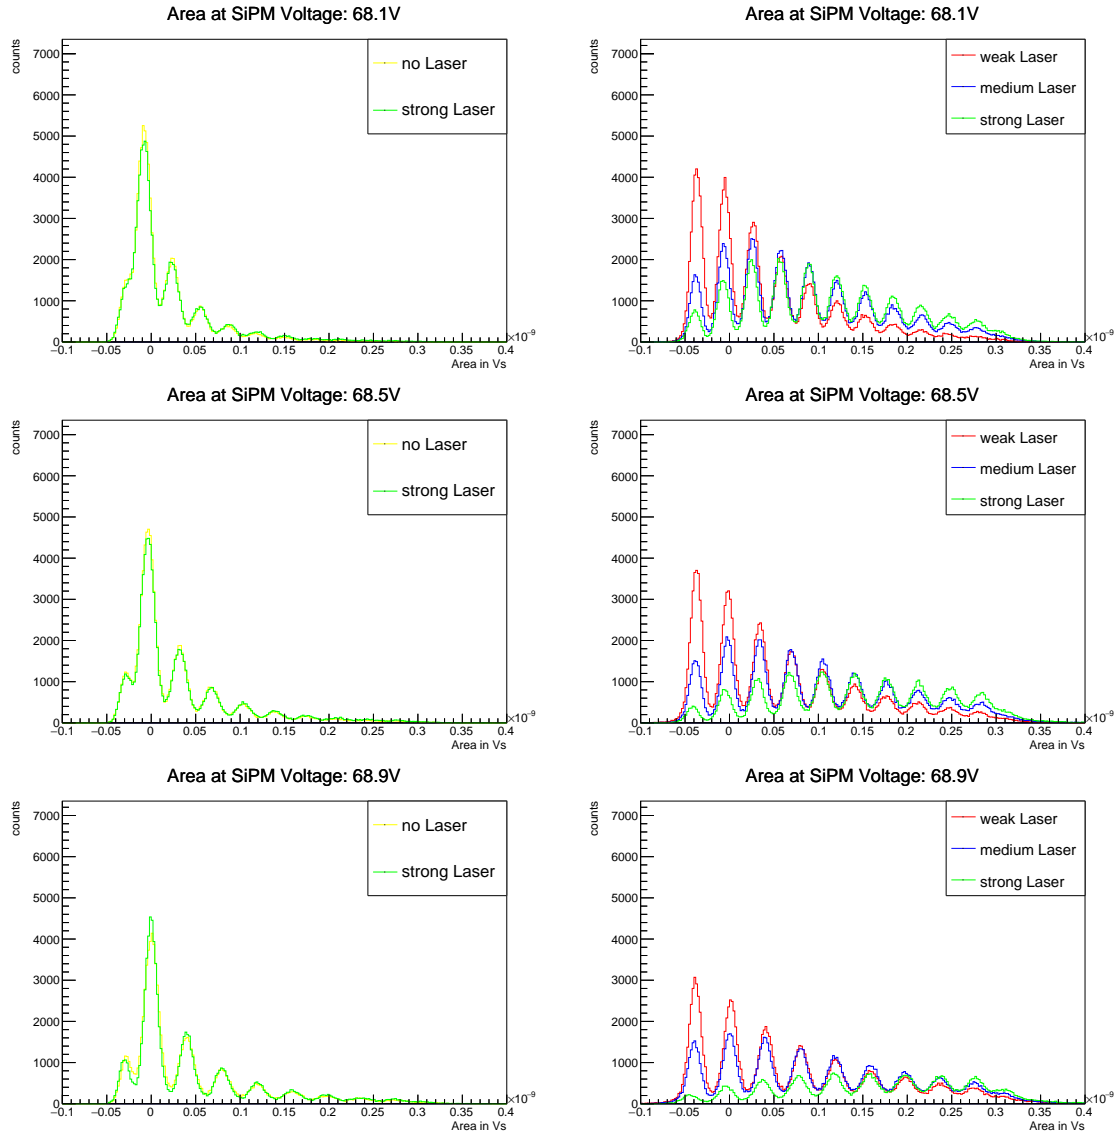 Area at SiPM Voltage: 68.1V
counts
7000
6000
5000
4000
3000
2000
1000
0
no Laser
strong Laser
−0.1 −0.05 0 0.05 0.1 0.15 0.2 0.25 0.3 0.35 0.4
×10⁻⁹
Area in Vs
Area at SiPM Voltage: 68.1V
counts
7000
6000
5000
4000
3000
2000
1000
0
weak Laser
medium Laser
strong Laser
−0.1 −0.05 0 0.05 0.1 0.15 0.2 0.25 0.3 0.35 0.4
×10⁻⁹
Area in Vs
Area at SiPM Voltage: 68.5V
counts
7000
6000
5000
4000
3000
2000
1000
0
no Laser
strong Laser
−0.1 −0.05 0 0.05 0.1 0.15 0.2 0.25 0.3 0.35 0.4
×10⁻⁹
Area in Vs
Area at SiPM Voltage: 68.5V
counts
7000
6000
5000
4000
3000
2000
1000
0
weak Laser
medium Laser
strong Laser
−0.1 −0.05 0 0.05 0.1 0.15 0.2 0.25 0.3 0.35 0.4
×10⁻⁹
Area in Vs
Area at SiPM Voltage: 68.9V
counts
7000
6000
5000
4000
3000
2000
1000
0
no Laser
strong Laser
−0.1 −0.05 0 0.05 0.1 0.15 0.2 0.25 0.3 0.35 0.4
×10⁻⁹
Area in Vs
Area at SiPM Voltage: 68.9V
counts
7000
6000
5000
4000
3000
2000
1000
0
weak Laser
medium Laser
strong Laser
−0.1 −0.05 0 0.05 0.1 0.15 0.2 0.25 0.3 0.35 0.4
×10⁻⁹
Area in Vs